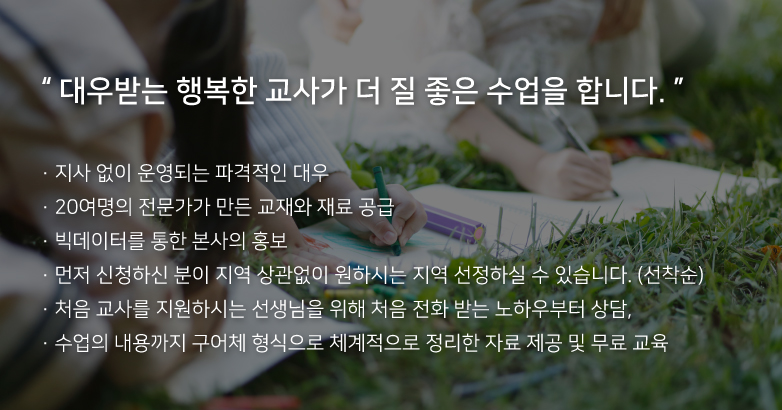 “ 대우받는 행복한 교사가 더 질 좋은 수업을 합니다. ”
· 지사 없이 운영되는 파격적인 대우
· 20여명의 전문가가 만든 교재와 재료 공급
· 빅데이터를 통한 본사의 홍보
· 먼저 신청하신 분이 지역 상관없이 원하시는 지역 선정하실 수 있습니다. (선착순)
· 처음 교사를 지원하시는 선생님을 위해 처음 전화 받는 노하우부터 상담,
· 수업의 내용까지 구어체 형식으로 체계적으로 정리한 자료 제공 및 무료 교육